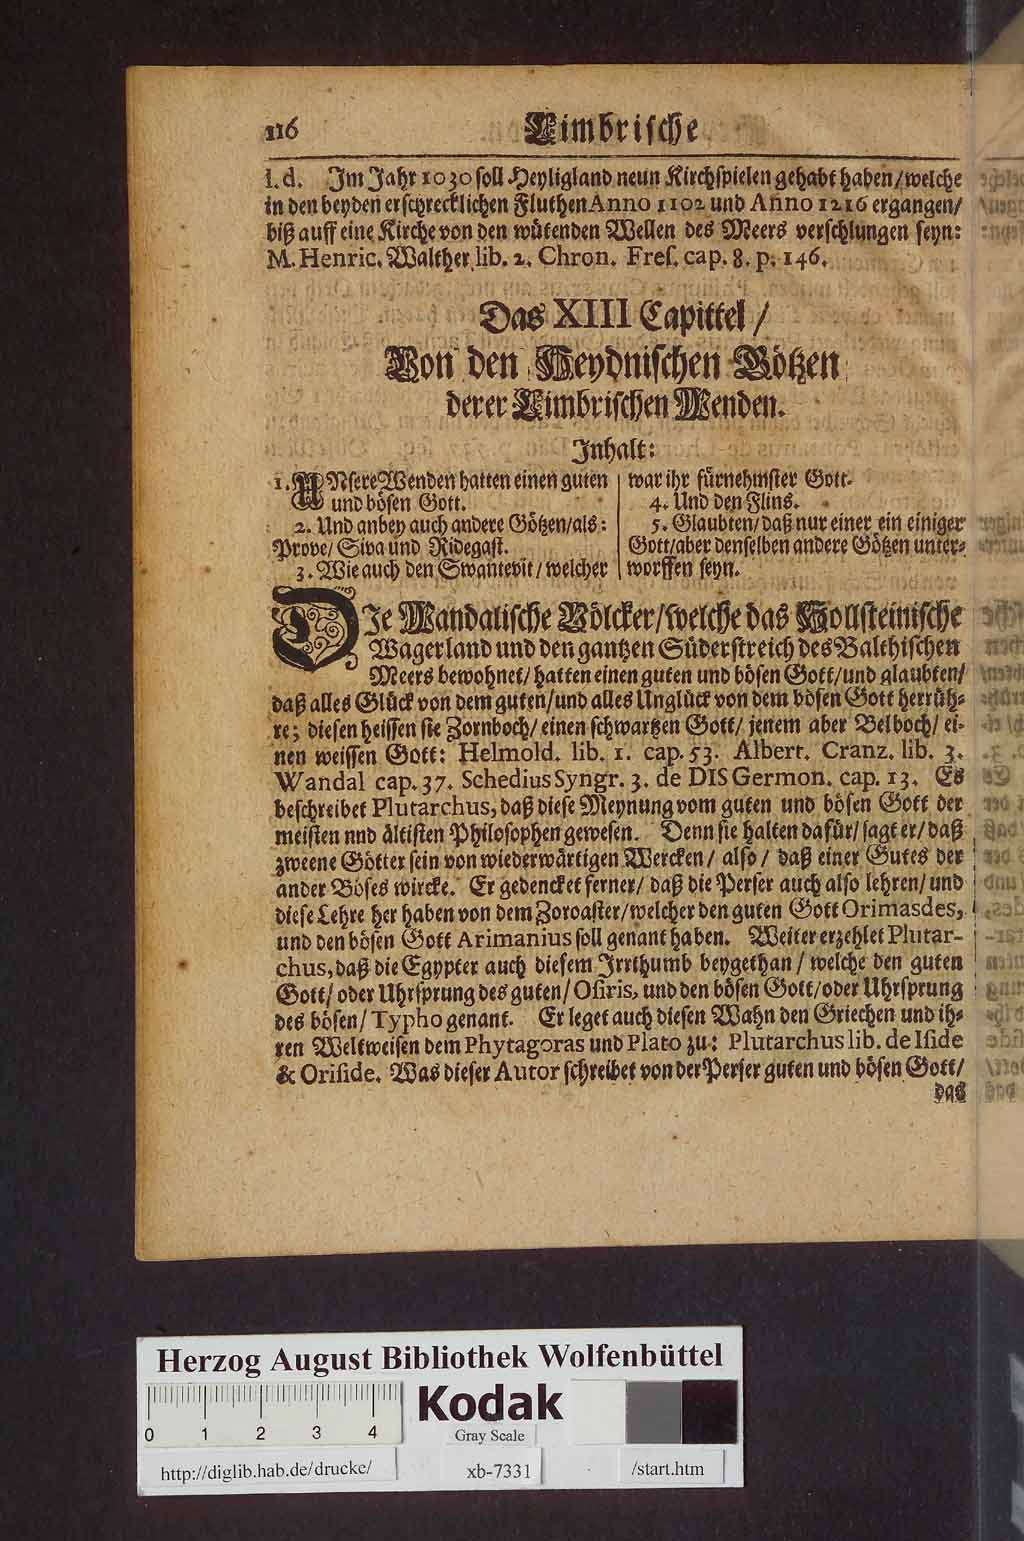 116 Cimbrische
l. d. Im Jahr 1030 soll Heyligland neun Kirchspielen gehabt haben/welche
in den beyden erschrecklichen Fluthen Anno 1102 und Anno 1216 ergangen/
biß auff eine Kirche von den wütenden Wellen des Meers verschlungen seyn:
M. Henric. Walther lib. 2. Chron. Fres. cap. 8. p. 146.
Das XIII Capittel /
Von den Heydnischen Götzen
derer Cimbrischen Wenden.
Inhalt:
1. UNsere Wenden hatten einen guten
und bösen Gott.
2. Und anbey auch andere Götzen/als:
Prove/ Siva und Ridegast.
3. Wie auch den Swantevit/ welcher
war ihr fürnehmster Gott.
4. Und den Flins.
5. Glaubten/ daß nur einer ein einiger
Gott/aber denselben andere Götzen unter-
worffen seyn.
DIe Wandalische Völcker/welche das Hollsteinische
Wagerland und den gantzen Süderstreich des Balthischen
Meers bewohnet/ hatten einen guten und bösen Gott/und glaubten/
daß alles Glück von dem guten/und alles Unglück von dem bösen Gott herrüh-
re; diesen heissen sie Zornboch/ einen schwartzen Gott/ jenem aber Belboch/ ei-
nen weissen Gott: Helmold. lib. 1. cap. 53. Albert. Cranz. lib. 3.
Wandal cap. 37. Schedius Syngr. 3. de DIS Germon. cap. 13. Es
beschreibet Plutarchus, daß diese Meynung vom guten und bösen Gott der
meisten nnd ältisten Philosophen gewesen. Denn sie halten dafür/ sagt er/ daß
zweene Götter sein von wiederwärtigen Wercken/ also/ daß einer Gutes der
ander Böses wircke. Er gedencket ferner/ daß die Perser auch also lehren/ und
diese Lehre her haben von dem Zoroaster/welcher den guten Gott Orimasdes,
und den bösen Gott Arimanius soll genant haben. Weiter erzehlet Plutar-
chus, daß die Egypter auch diesem Irrthumb beygethan/ welche den guten
Gott/ oder Uhrsprung des guten/ Osiris, und den bösen Gott/oder Uhrsprung
des bösen/ Typho genant. Er leget auch diesen Wahn den Griechen und ih-
ren Weltweisen dem Phytagoras und Plato zu: Plutarchus lib. de Iside
& Oriside. Was dieser Autor schreibet von der Perser guten und bösen Gott/
das
Herzog August Bibliothek Wolfenbüttel
0 1 2 3 4
Kodak
Gray Scale
http://diglib.hab.de/drucke/ xb-7331 /start.htm